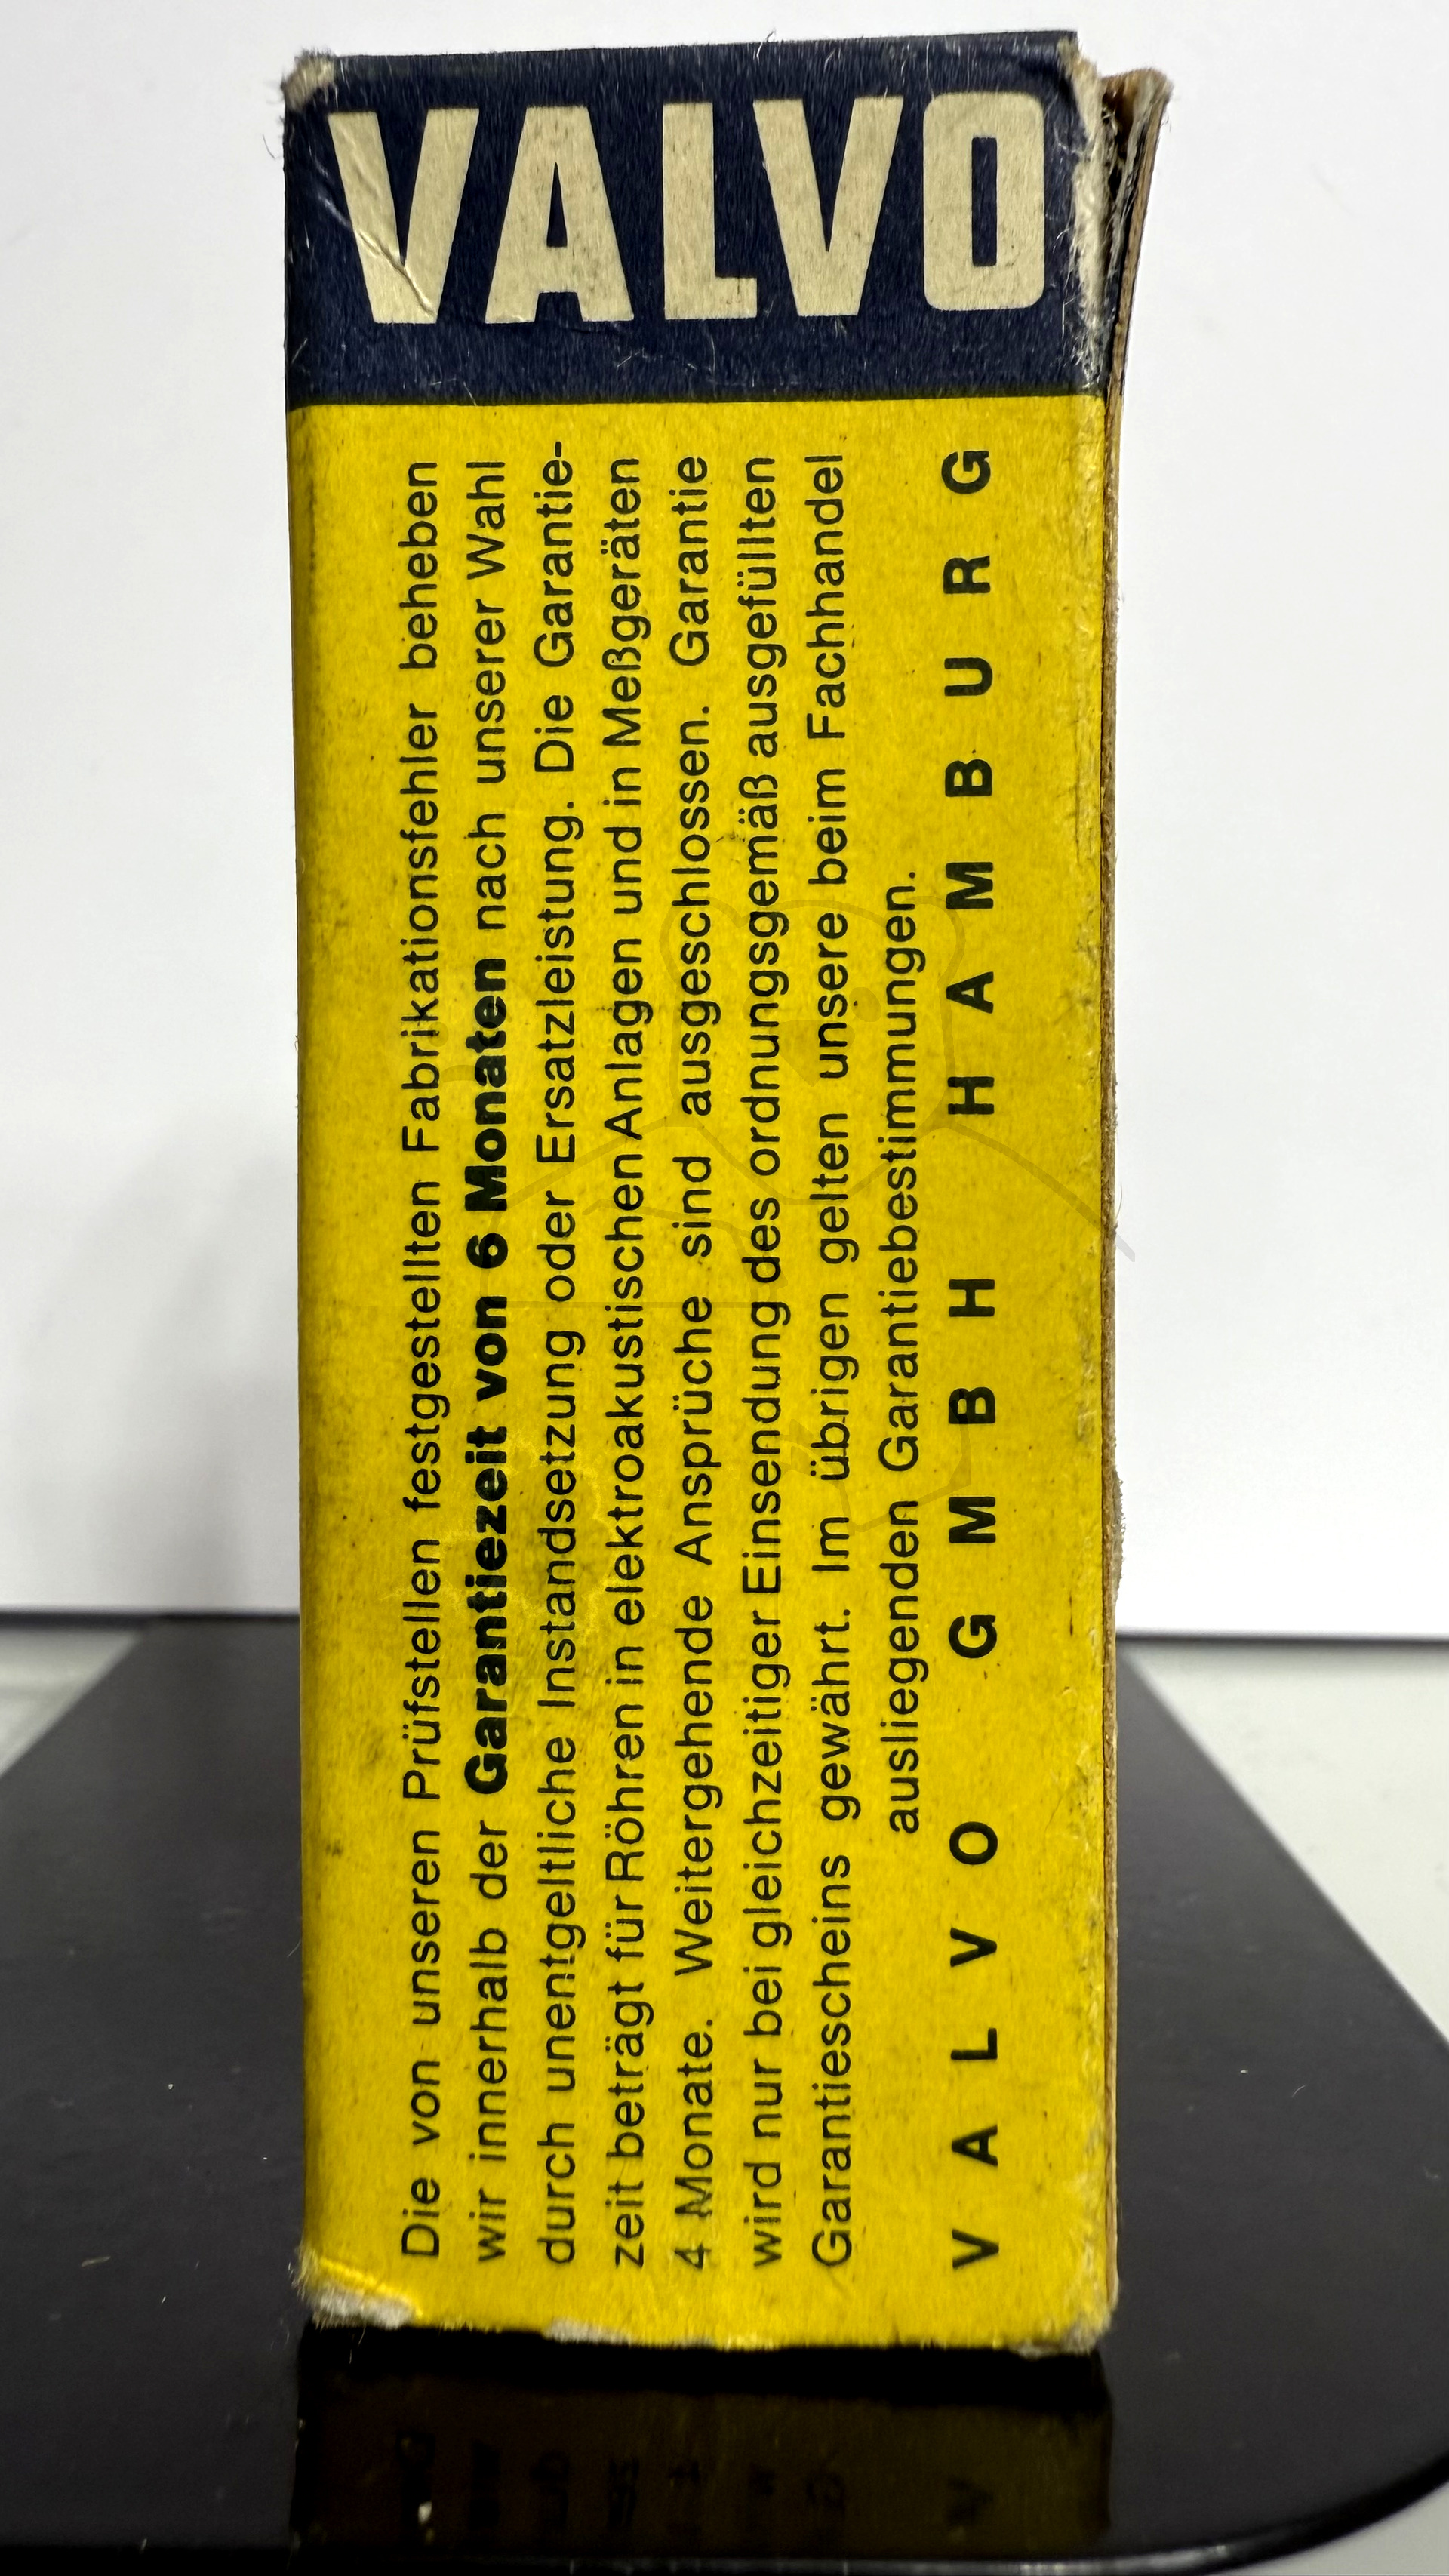 VALVO
Die von unseren Prüfstellen festgestellten Fabrikationsfehler beheben
wir innerhalb der Garantiezeit von 6 Monaten nach unserer Wahl
durch unentgeltliche Instandsetzung oder Ersatzleistung. Die Garantie-
zeit beträgt für Röhren in elektroakustischen Anlagen und in Meßgeräten
4 Monate. Weitergehende Ansprüche sind ausgeschlossen. Garantie
wird nur bei gleichzeitiger Einsendung des ordnungsgemäß ausgefüllten
Garantiescheins gewährt. Im übrigen gelten unsere beim Fachhandel
ausliegenden Garantiebestimmungen.
VALVO GMBH HAMBURG